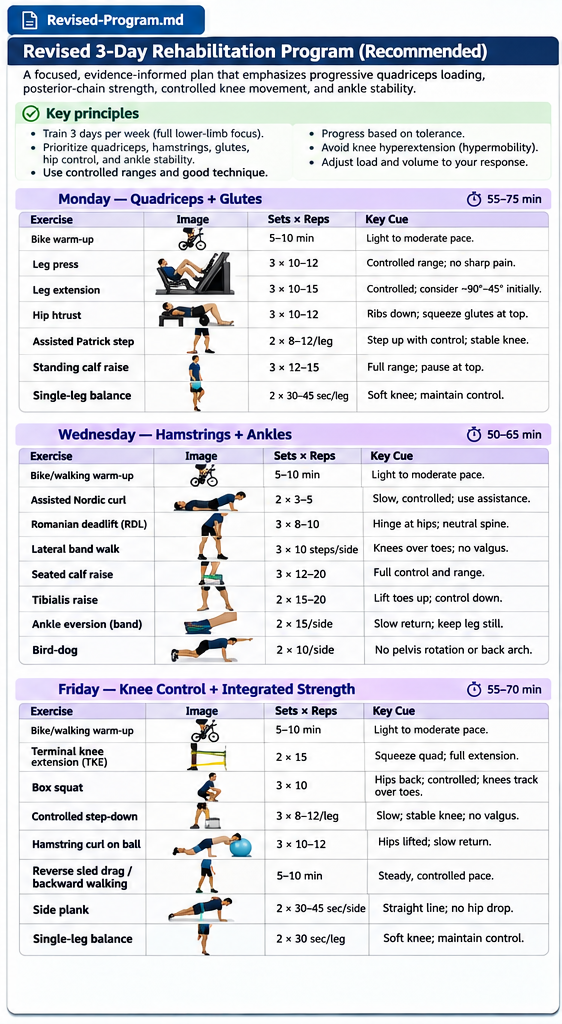 Revised-Program.md
Revised 3-Day Rehabilitation Program (Recommended)
A focused, evidence-informed plan that emphasizes progressive quadriceps loading,
posterior-chain strength, controlled knee movement, and ankle stability.
Key principles
• Train 3 days per week (full lower-limb focus).
• Prioritize quadriceps, hamstrings, glutes,
hip control, and ankle stability.
• Use controlled ranges and good technique.
• Progress based on tolerance.
• Avoid knee hyperextension (hypermobility).
• Adjust load and volume to your response.
Monday — Quadriceps + Glutes 55–75 min
Exercise Image Sets × Reps Key Cue
Bike warm-up 5–10 min Light to moderate pace.
Leg press 3 × 10–12 Controlled range; no sharp pain.
Leg extension 3 × 10–15 Controlled; consider ~90°–45° initially.
Hip htrust 3 × 10–12 Ribs down; squeeze glutes at top.
Assisted Patrick step 2 × 8–12/leg Step up with control; stable knee.
Standing calf raise 3 × 12–15 Full range; pause at top.
Single-leg balance 2 × 30–45 sec/leg Soft knee; maintain control.
Wednesday — Hamstrings + Ankles 50–65 min
Exercise Image Sets × Reps Key Cue
Bike/walking warm-up 5–10 min Light to moderate pace.
Assisted Nordic curl 2 × 3–5 Slow, controlled; use assistance.
Romanian deadlift (RDL) 3 × 8–10 Hinge at hips; neutral spine.
Lateral band walk 3 × 10 steps/side Knees over toes; no valgus.
Seated calf raise 3 × 12–20 Full control and range.
Tibialis raise 2 × 15–20 Lift toes up; control down.
Ankle eversion (band) 2 × 15/side Slow return; keep leg still.
Bird-dog 2 × 10/side No pelvis rotation or back arch.
Friday — Knee Control + Integrated Strength 55–70 min
Exercise Image Sets × Reps Key Cue
Bike/walking warm-up 5–10 min Light to moderate pace.
Terminal knee
extension (TKE) 2 × 15 Squeeze quad; full extension.
Box squat 3 × 10 Hips back; controlled; knees track
over toes.
Controlled step-down 3 × 8–12/leg Slow; stable knee; no valgus.
Hamstring curl on ball 3 × 10–12 Hips lifted; slow return.
Reverse sled drag /
backward walking 5–10 min Steady, controlled pace.
Side plank 2 × 30–45 sec/side Straight line; no hip drop.
Single-leg balance 2 × 30 sec/leg Soft knee; maintain control.